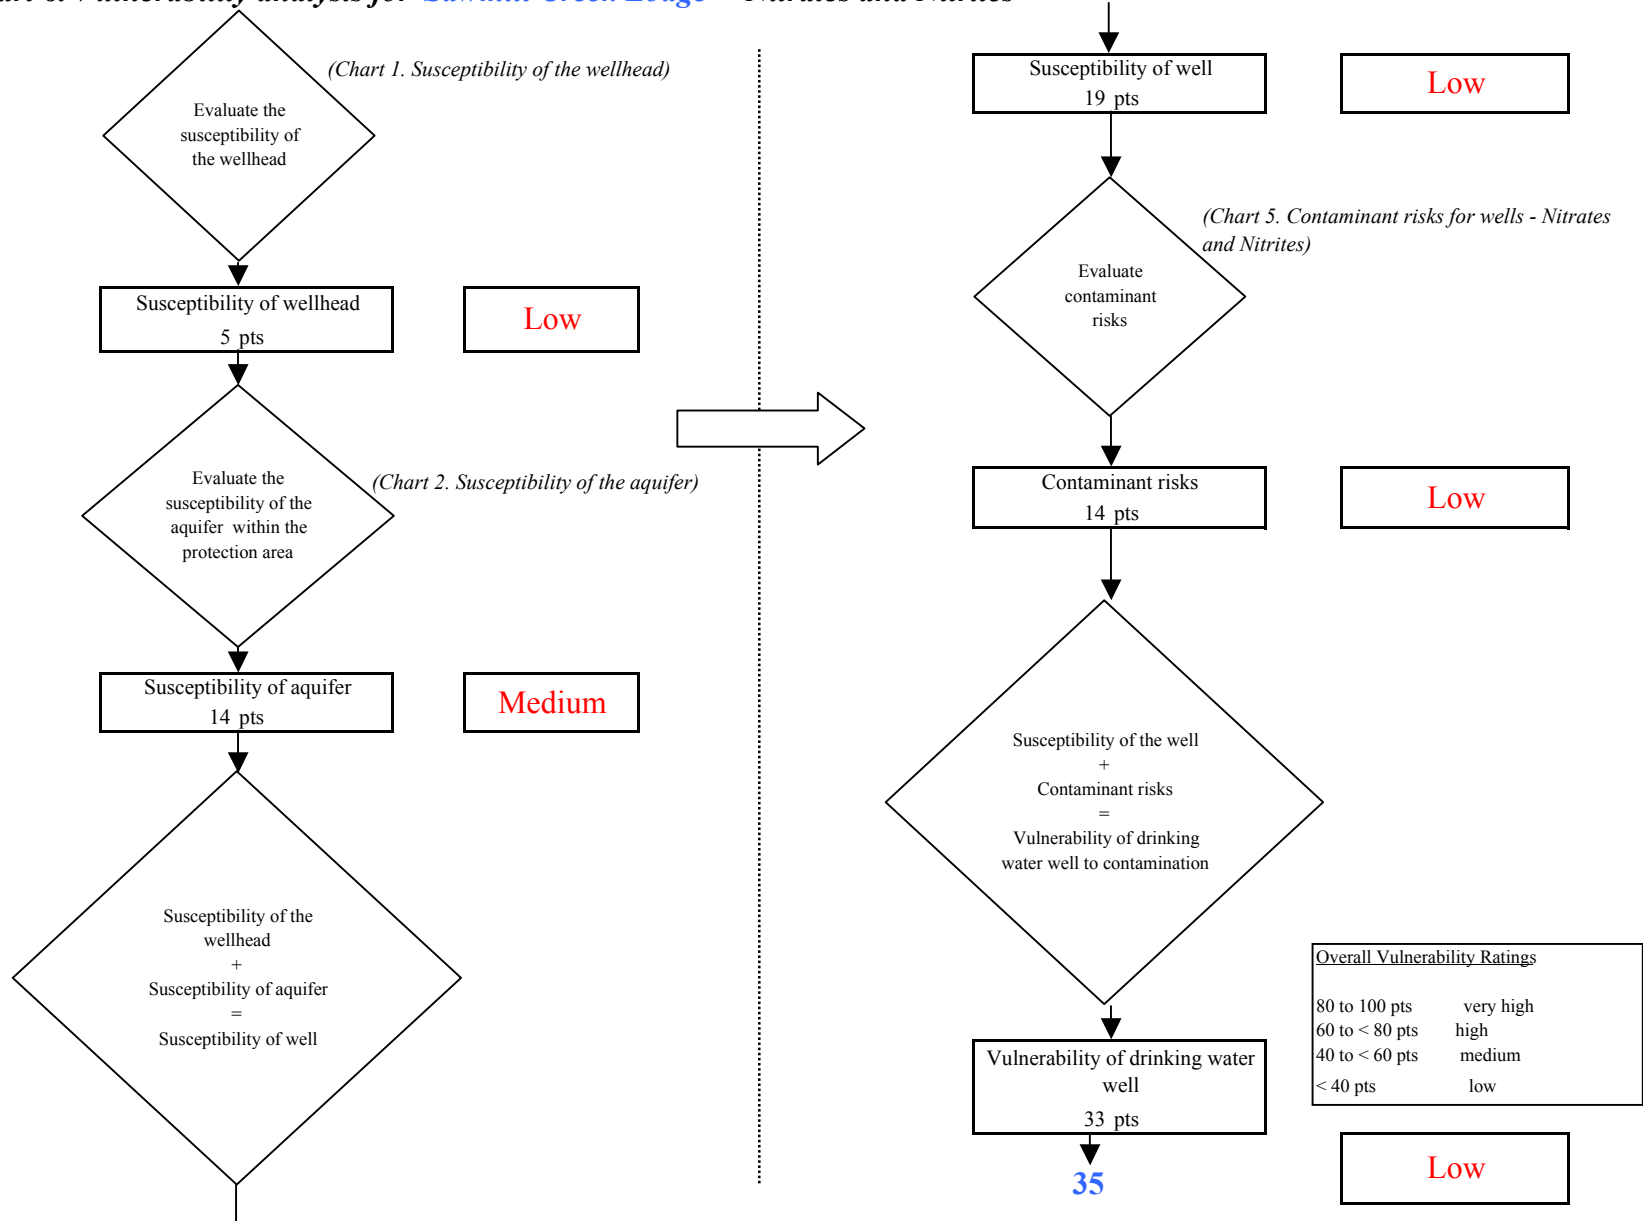 (Chart 1. Susceptibility of the wellhead)
Evaluate the
susceptibility of
the wellhead
Susceptibility of wellhead
5 pts
Low
Evaluate the
susceptibility of the
aquifer within the
protection area
(Chart 2. Susceptibility of the aquifer)
Susceptibility of aquifer
14 pts
Medium
Susceptibility of the
wellhead
+
Susceptibility of aquifer
=
Susceptibility of well
Susceptibility of well
19 pts
Low
(Chart 5. Contaminant risks for wells - Nitrates
and Nitrites)
Evaluate
contaminant
risks
Contaminant risks
14 pts
Low
Susceptibility of the well
+
Contaminant risks
=
Vulnerability of drinking
water well to contamination
Overall Vulnerability Ratings
80 to 100 pts very high
60 to < 80 pts high
40 to < 60 pts medium
< 40 pts low
Vulnerability of drinking water
well
33 pts
35
Low